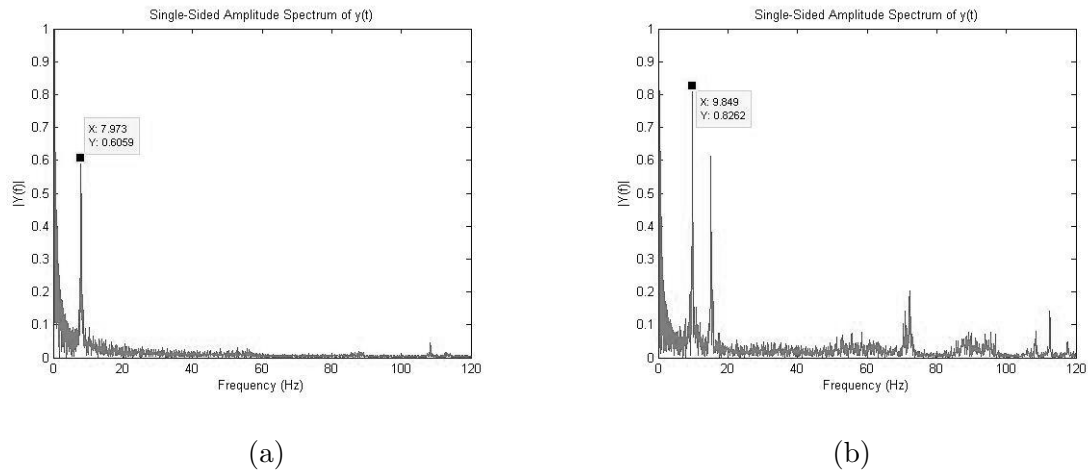 Single-Sided Amplitude Spectrum of y(t)
1
0.9
0.8
0.7
0.6
0.5
0.4
0.3
0.2
0.1
0
|Y(f)|
X: 7.973
Y: 0.6059
0 20 40 60 80 100 120
Frequency (Hz)
(a)
Single-Sided Amplitude Spectrum of y(t)
1
0.9
0.8
0.7
0.6
0.5
0.4
0.3
0.2
0.1
0
|Y(f)|
X: 9.849
Y: 0.8262
0 20 40 60 80 100 120
Frequency (Hz)
(b)